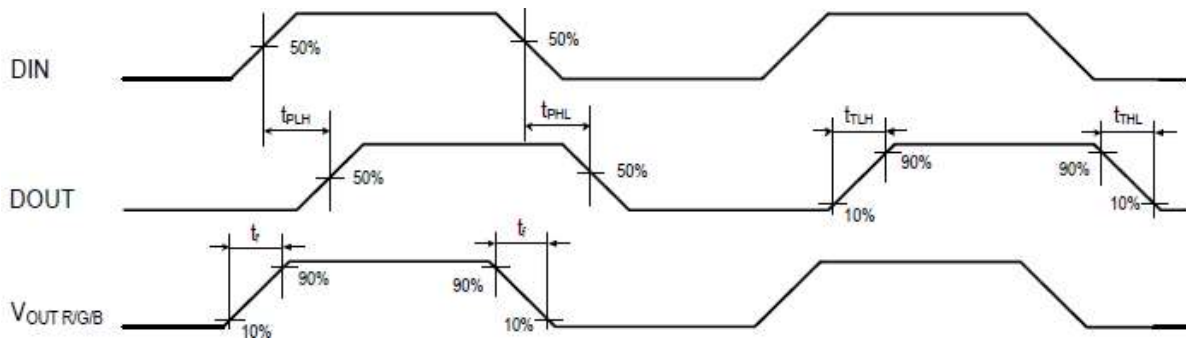 50%
50%
DIN
tPLH
tPHL
tTLH
tTHL
90%
90%
50%
50%
DOUT
10%
10%
tr
tf
90%
90%
VOUT R/G/B
10%
10%